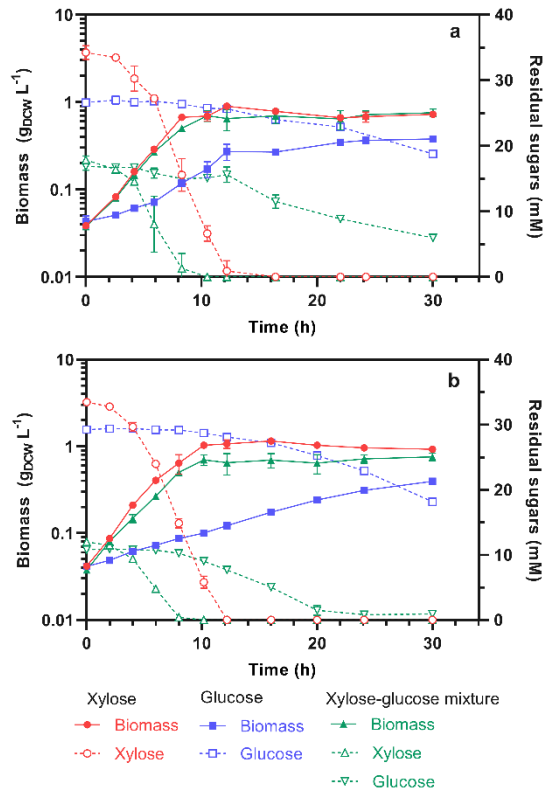 a
Biomass (gDCW L-1)
10
1
0.1
0.01
Residual sugars (mM)
40
30
20
10
0
0 10 20 30
Time (h)
b
Biomass (gDCW L-1)
10
1
0.1
0.01
Residual sugars (mM)
40
30
20
10
0
0 10 20 30
Time (h)
Xylose Glucose Xylose-glucose mixture
Biomass Biomass Biomass
Xylose Glucose Xylose
Glucose